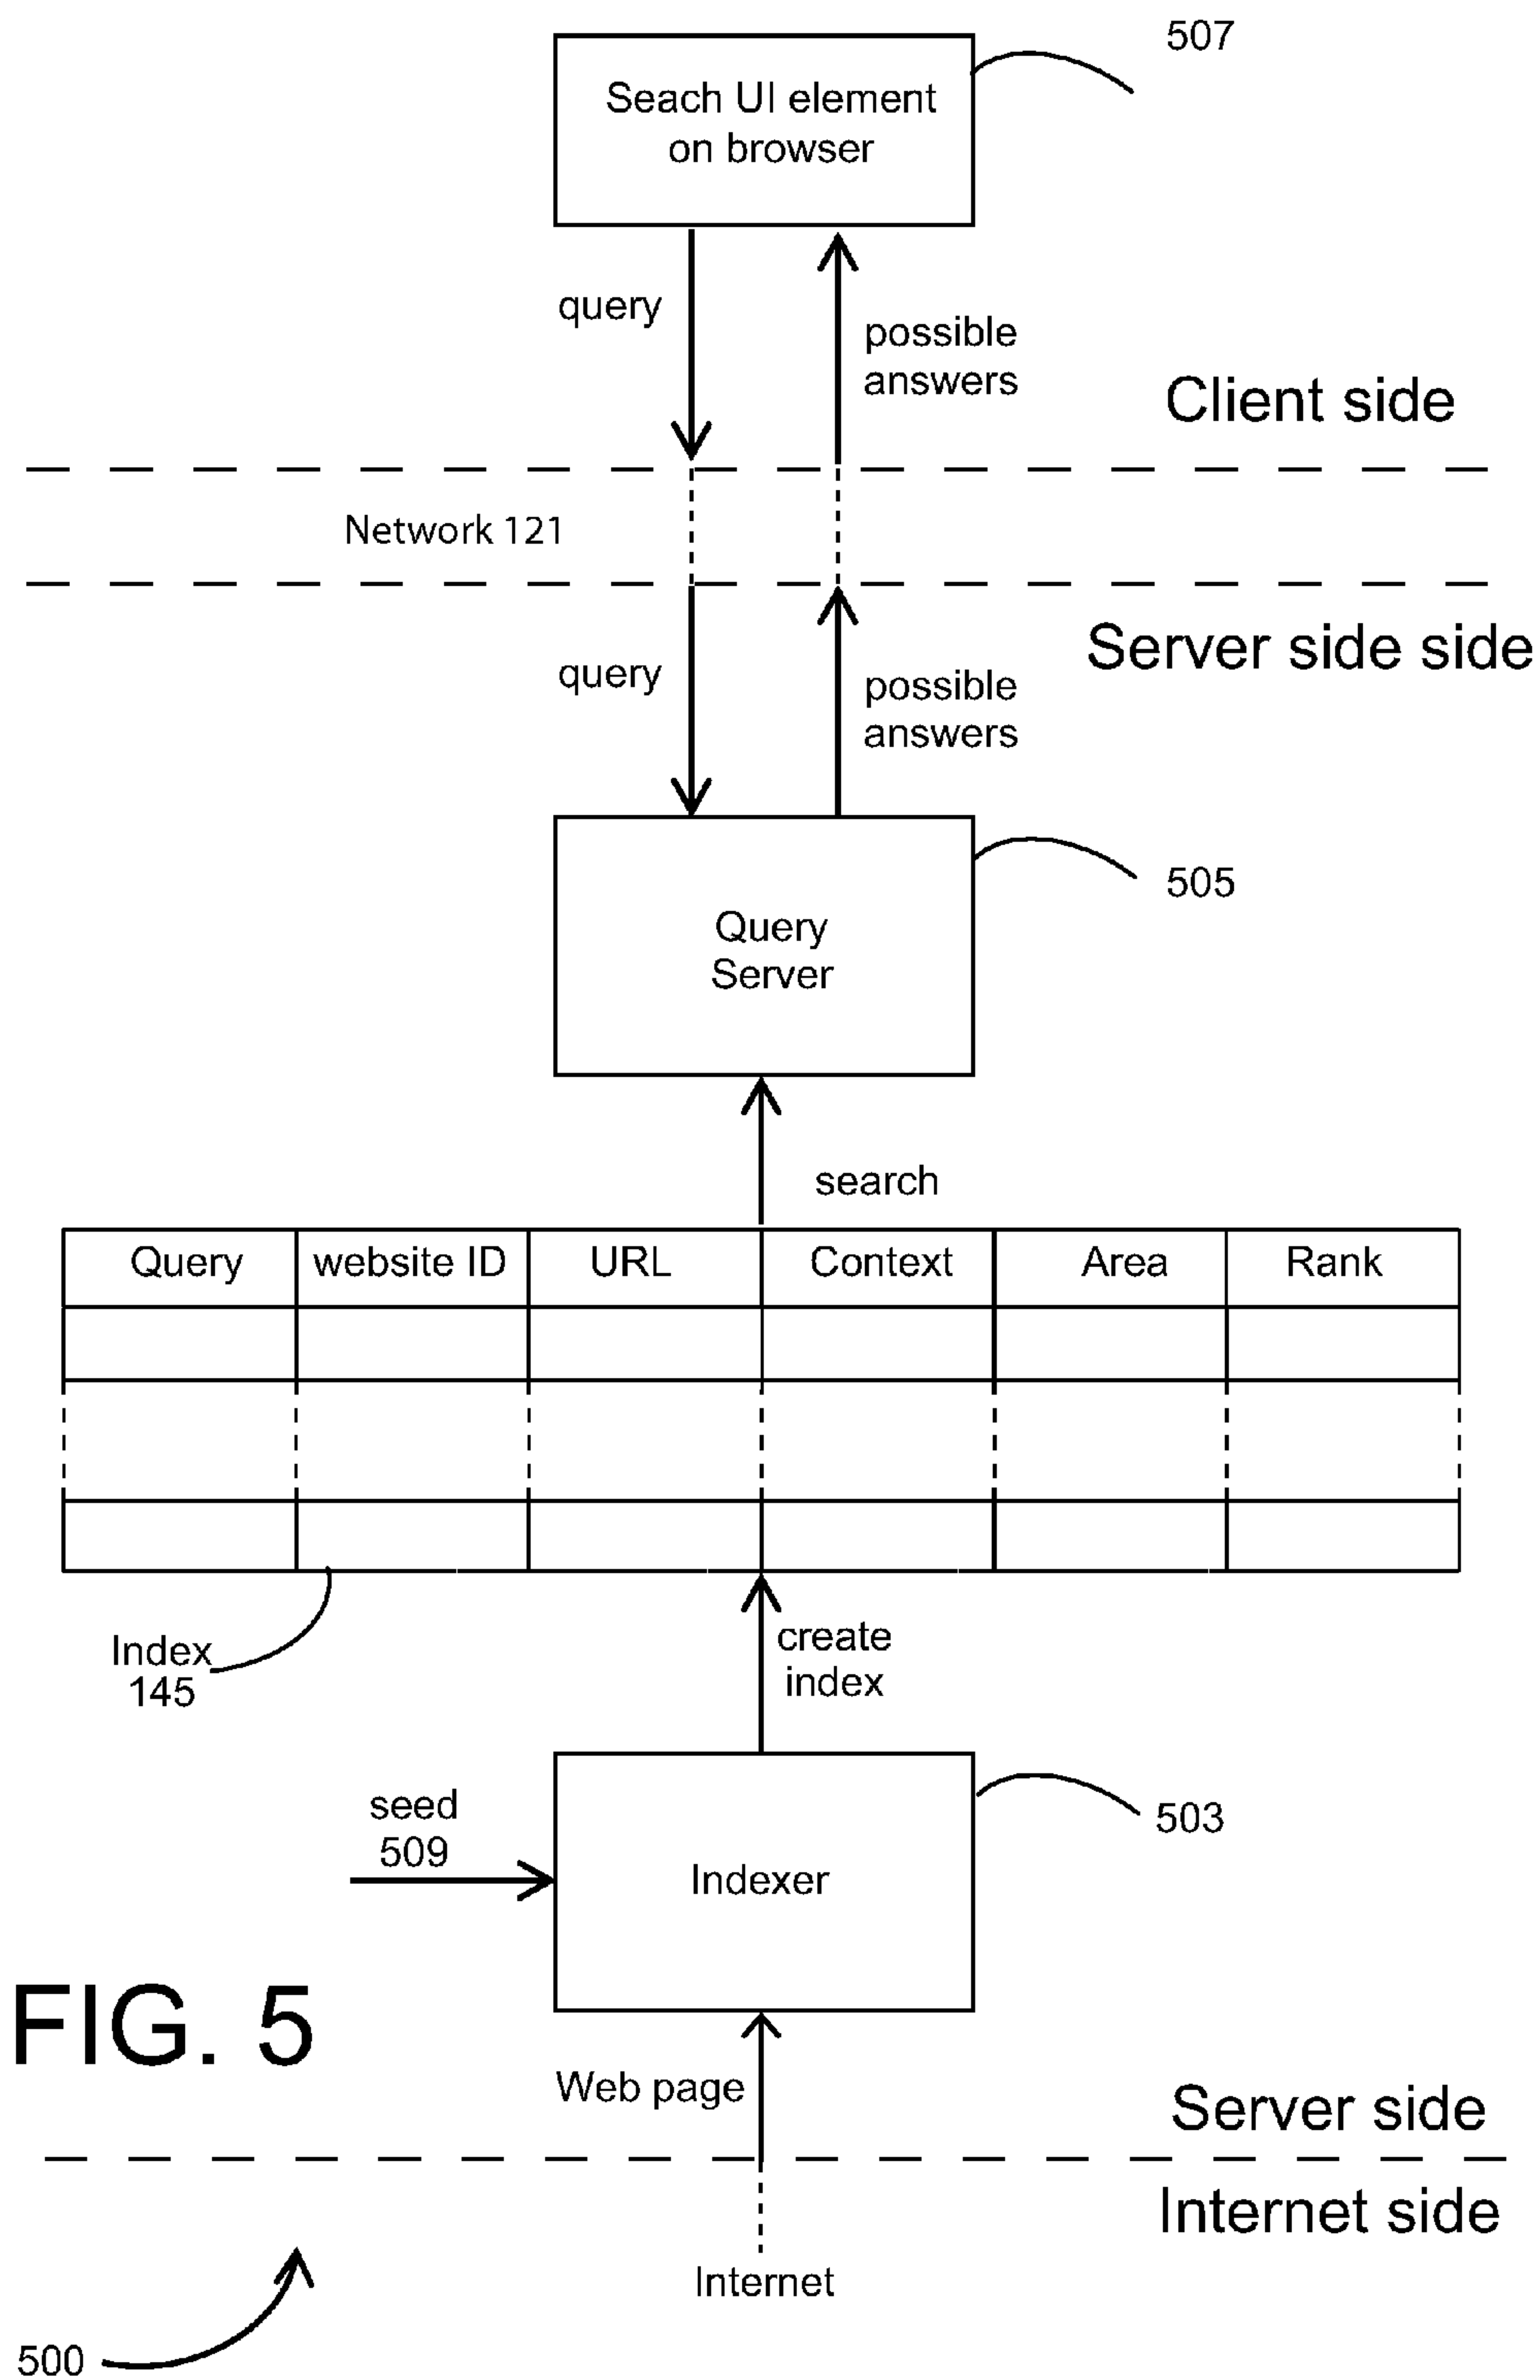 507
Seach UI element
on browser
query
possible
answers
Client side
Network 121
Server side side
query
possible
answers
505
Query
Server
search
Query website ID URL Context Area Rank
Index
145
create
index
seed
509
503
Indexer
FIG. 5
Web page
Server side
Internet side
Internet
500